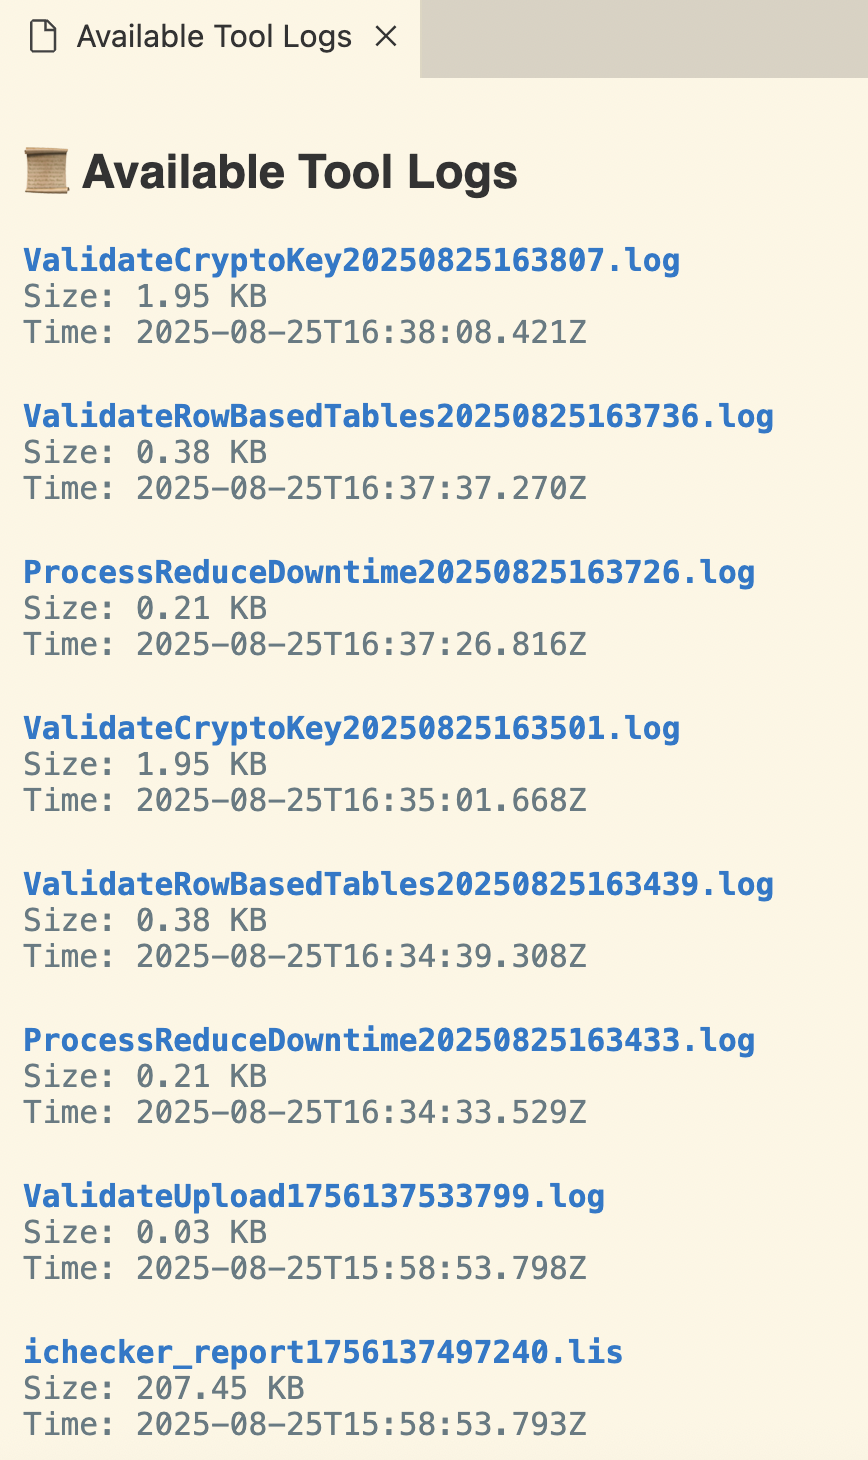 Available Tool Logs
Available Tool Logs
ValidateCryptoKey20250825163807.log
Size: 1.95 KB
Time: 2025-08-25T16:38:08.421Z
ValidateRowBasedTables20250825163736.log
Size: 0.38 KB
Time: 2025-08-25T16:37:37.270Z
ProcessReduceDowntime20250825163726.log
Size: 0.21 KB
Time: 2025-08-25T16:37:26.816Z
ValidateCryptoKey20250825163501.log
Size: 1.95 KB
Time: 2025-08-25T16:35:01.668Z
ValidateRowBasedTables20250825163439.log
Size: 0.38 KB
Time: 2025-08-25T16:34:39.308Z
ProcessReduceDowntime20250825163433.log
Size: 0.21 KB
Time: 2025-08-25T16:34:33.529Z
ValidateUpload1756137533799.log
Size: 0.03 KB
Time: 2025-08-25T15:58:53.798Z
ichecker_report1756137497240.lis
Size: 207.45 KB
Time: 2025-08-25T15:58:53.793Z